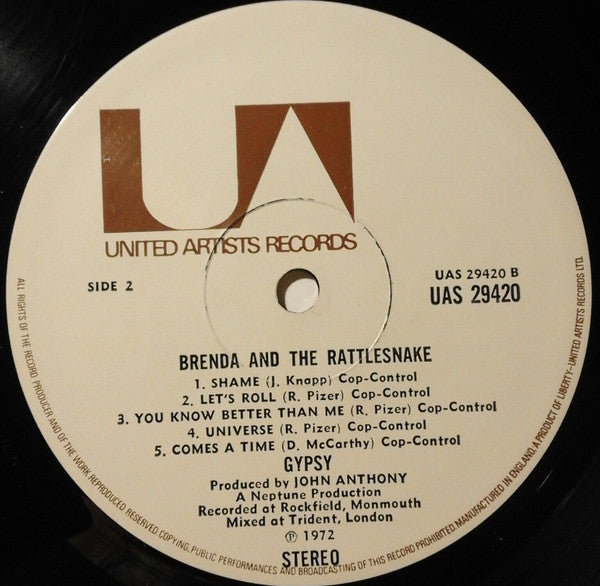 UA
UNITED ARTISTS RECORDS
SIDE 2
UAS 29420 B
UAS 29420
BRENDA AND THE RATTLESNAKE
1. SHAME (J. Knapp) Cop-Control
2. LET'S ROLL (R. Pizer) Cop-Control
3. YOU KNOW BETTER THAN ME (R. Pizer) Cop-Control
4. UNIVERSE (R. Pizer) Cop-Control
5. COMES A TIME (D. McCarthy) Cop-Control
GYPSY
Produced by JOHN ANTHONY
A Neptune Production
Recorded at Rockfield, Monmouth
Mixed at Trident, London
℗ 1972
STEREO
ALL RIGHTS OF THE RECORD PRODUCER AND OF THE WORK REPRODUCED RESERVED COPYING, PUBLIC PERFORMANCES AND BROADCASTING OF THIS RECORD PROHIBITED. MANUFACTURED IN ENGLAND. A PRODUCT OF LIBERTY-UNITED ARTISTS RECORDS LTD.